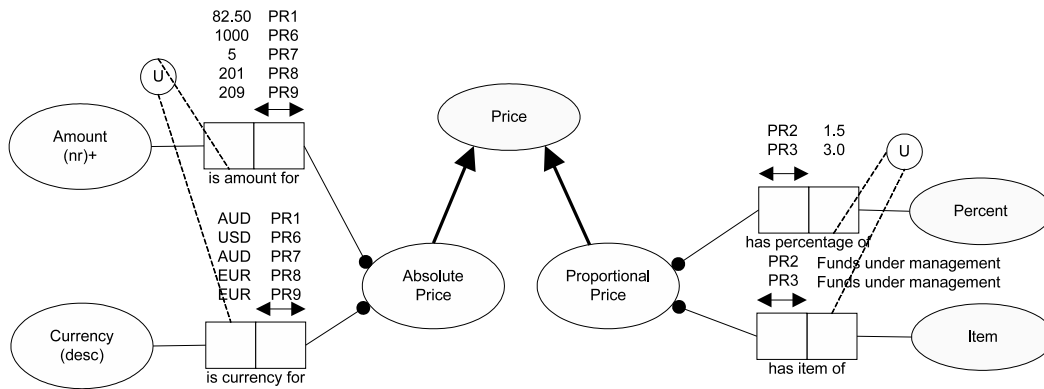 82.50 PR1
1000 PR6
5 PR7
201 PR8
209 PR9
U
Amount
(nr)+
is amount for
Price
PR2 1.5
PR3 3.0
U
Percent
has percentage of
AUD PR1
USD PR6
AUD PR7
EUR PR8
EUR PR9
Absolute
Price
Proportional
Price
PR2 Funds under management
PR3 Funds under management
Currency
(desc)
is currency for
Item
has item of